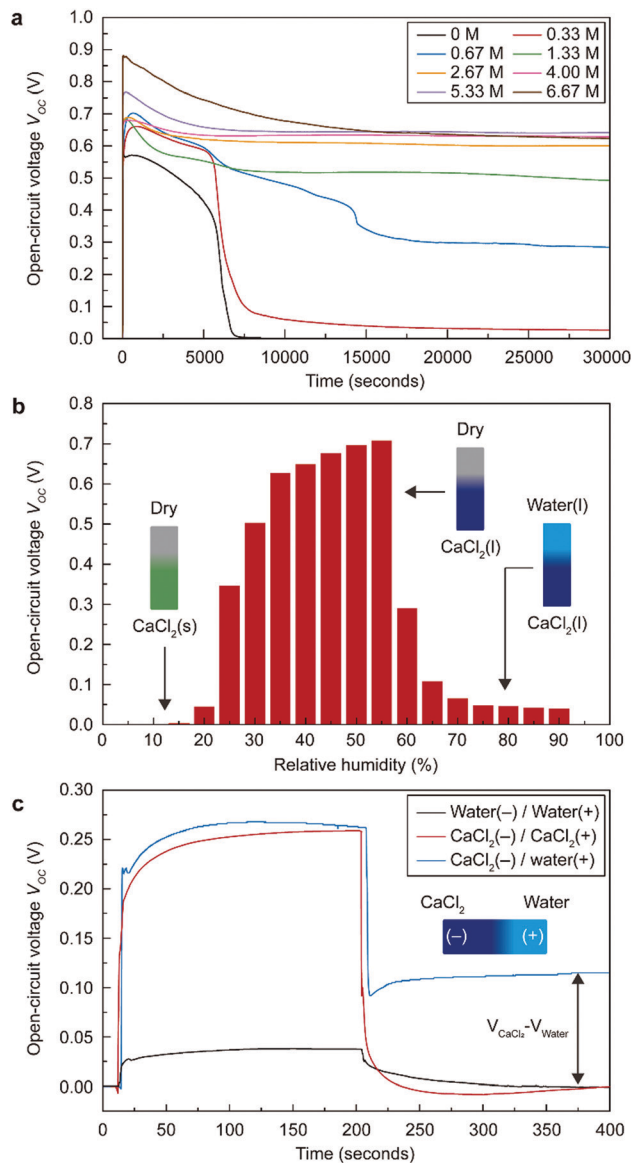 a
Open-circuit voltage VOC (V)
1.0
0.9
0.8
0.7
0.6
0.5
0.4
0.3
0.2
0.1
0.0
0 M 0.33 M
0.67 M 1.33 M
2.67 M 4.00 M
5.33 M 6.67 M
0 5000 10000 15000 20000 25000 30000
Time (seconds)
b
Open-circuit voltage VOC (V)
0.8
0.7
0.6
0.5
0.4
0.3
0.2
0.1
0.0
Dry
CaCl₂(s)
Dry
CaCl₂(l)
Water(l)
CaCl₂(l)
0 10 20 30 40 50 60 70 80 90 100
Relative humidity (%)
c
Open-circuit voltage VOC (V)
0.30
0.25
0.20
0.15
0.10
0.05
0.00
Water(–) / Water(+)
CaCl₂(–) / CaCl₂(+)
CaCl₂(–) / water(+)
CaCl₂ Water
(–) (+)
VCaCl₂-VWater
0 50 100 150 200 250 300 350 400
Time (seconds)